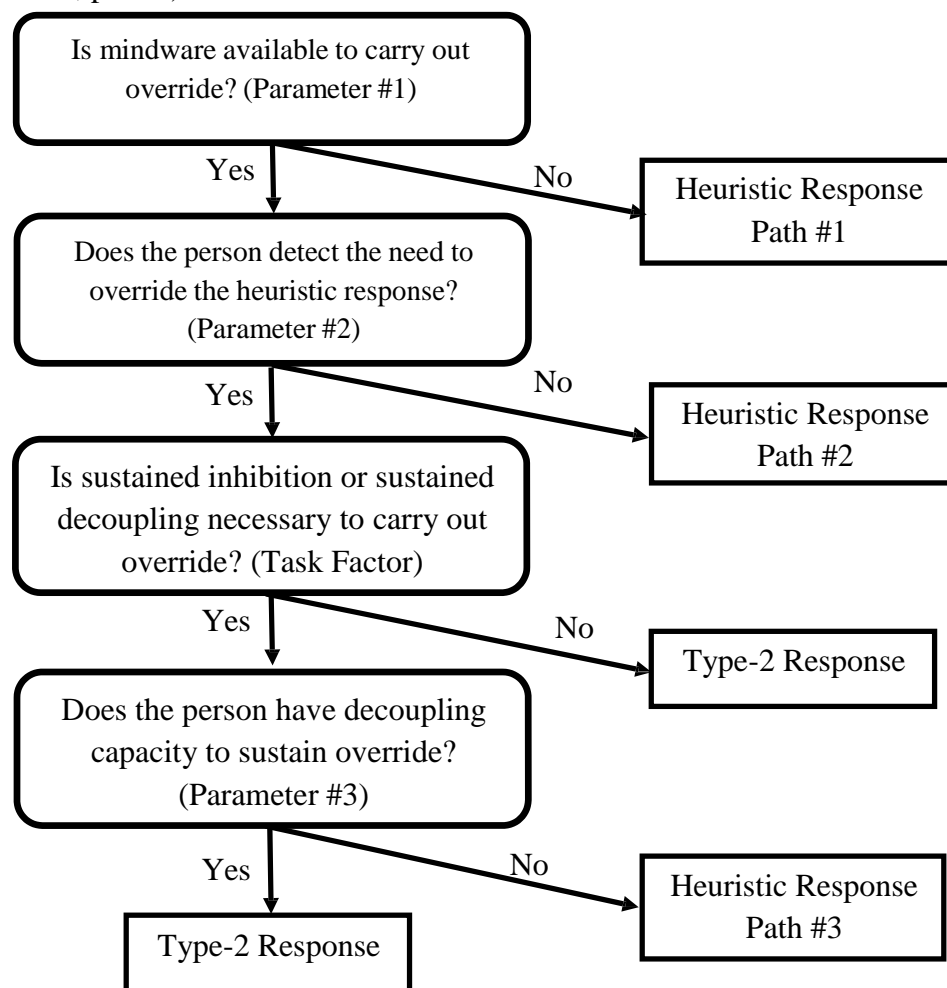 Is mindware available to carry out
override? (Parameter #1)
Yes
No
Heuristic Response
Path #1
Does the person detect the need to
override the heuristic response?
(Parameter #2)
Yes
No
Heuristic Response
Path #2
Is sustained inhibition or sustained
decoupling necessary to carry out
override? (Task Factor)
Yes
No
Type-2 Response
Does the person have decoupling
capacity to sustain override?
(Parameter #3)
Yes
No
Heuristic Response
Path #3
Type-2 Response